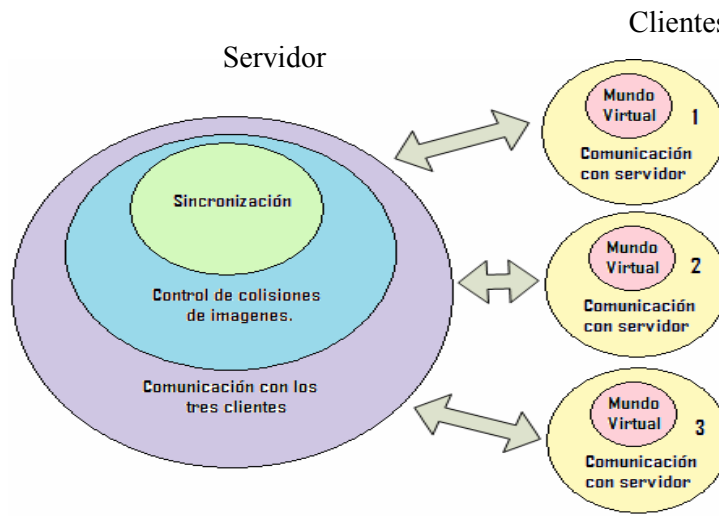 Clientes
Servidor
Sincronización
Control de colisiones
de imagenes.
Comunicación con los
tres clientes
Mundo
Virtual
1
Comunicación
con servidor
Mundo
Virtual
2
Comunicación
con servidor
Mundo
Virtual
3
Comunicación
con servidor